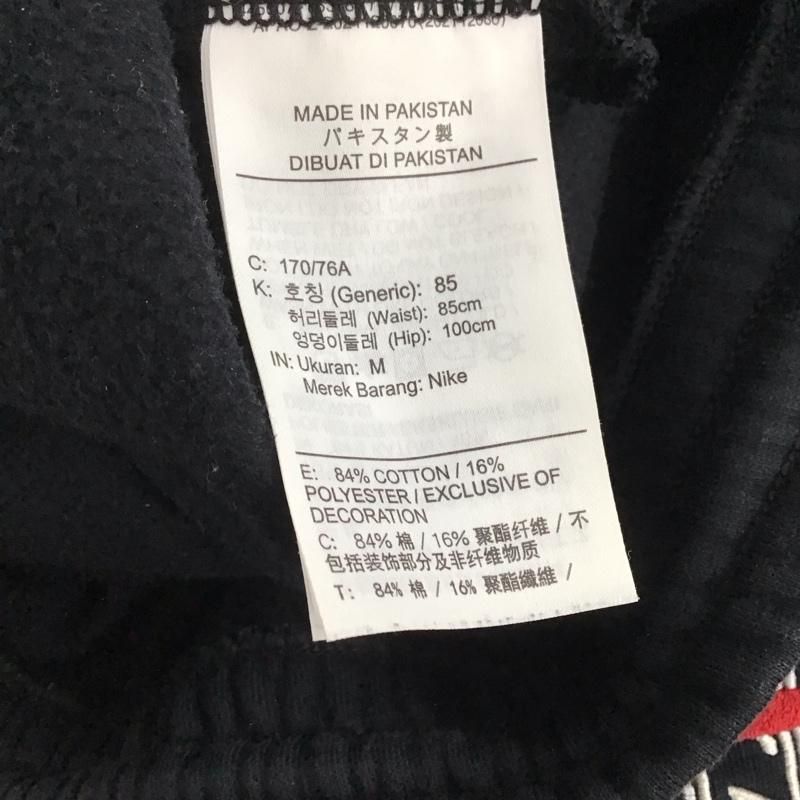 MADE IN PAKISTAN
パキスタン製
DIBUAT DI PAKISTAN
C: 170/76A
K: 호칭 (Generic): 85
허리둘레 (Waist): 85cm
엉덩이둘레 (Hip): 100cm
IN: Ukuran: M
Merek Barang: Nike
E: 84% COTTON / 16%
POLYESTER / EXCLUSIVE OF
DECORATION
C: 84% 棉 / 16% 聚酯纤维 / 不
包括装饰部分及非纤维物质
T: 84% 棉 / 16% 聚酯纖維 /